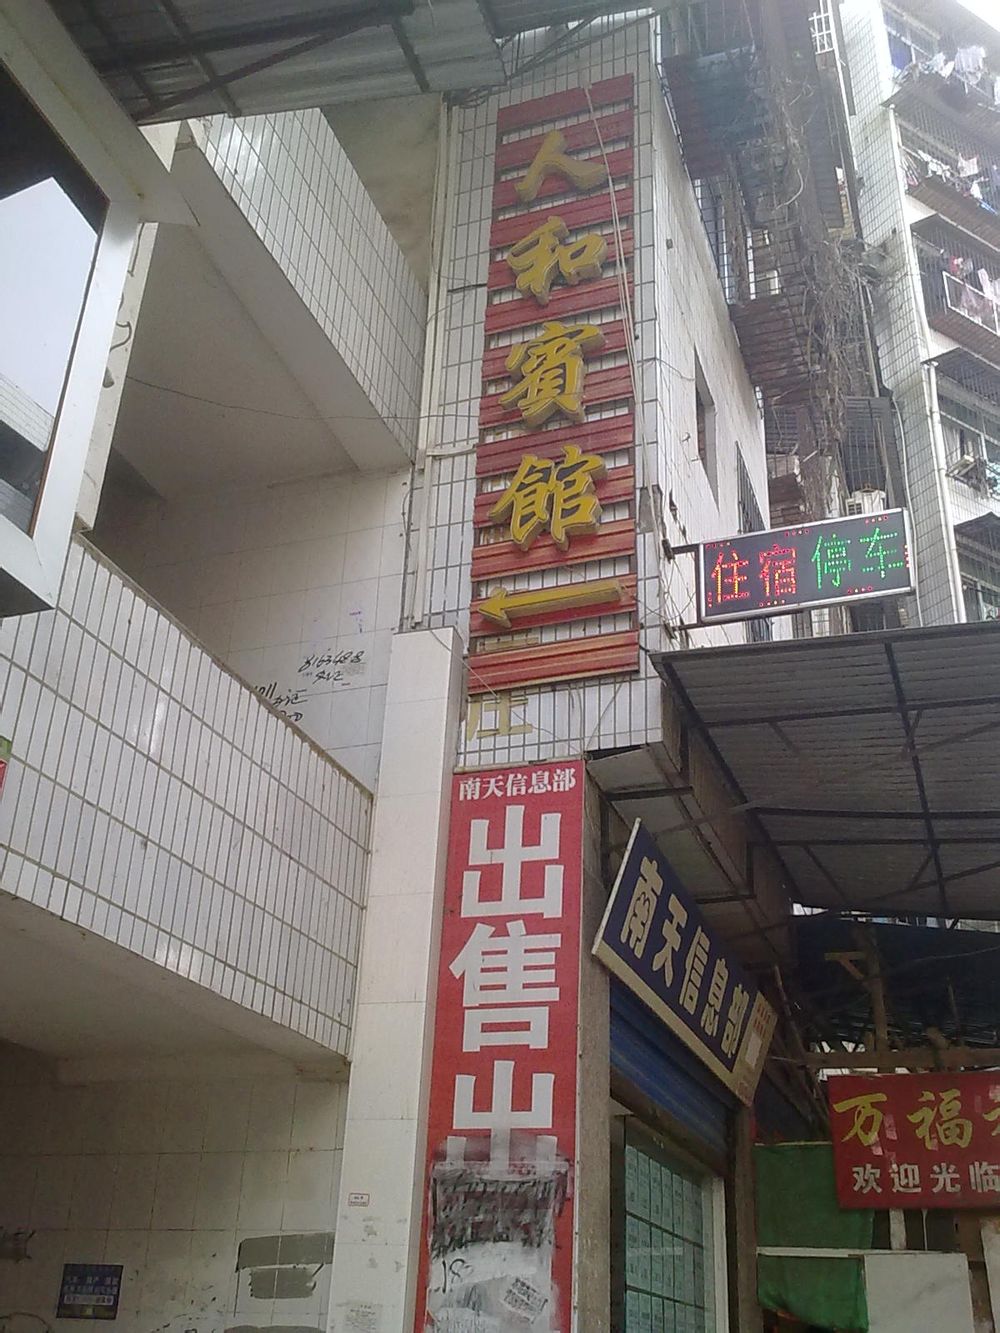 人和賓館
住宿停车
庄
南天信息部
出售出
南天信息部
万福
欢迎光临